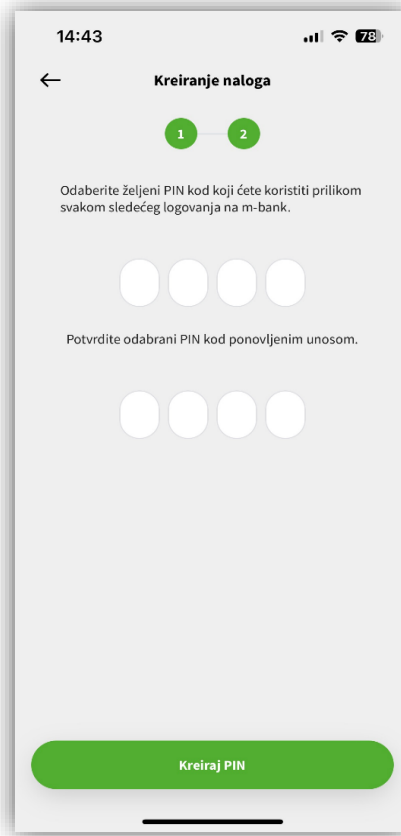 14:43
78
Kreiranje naloga
1 2
Odaberite željeni PIN kod koji ćete koristiti prilikom
svakom sledećeg logovanja na m-bank.
Potvrdite odabrani PIN kod ponovljenim unosom.
Kreiraj PIN